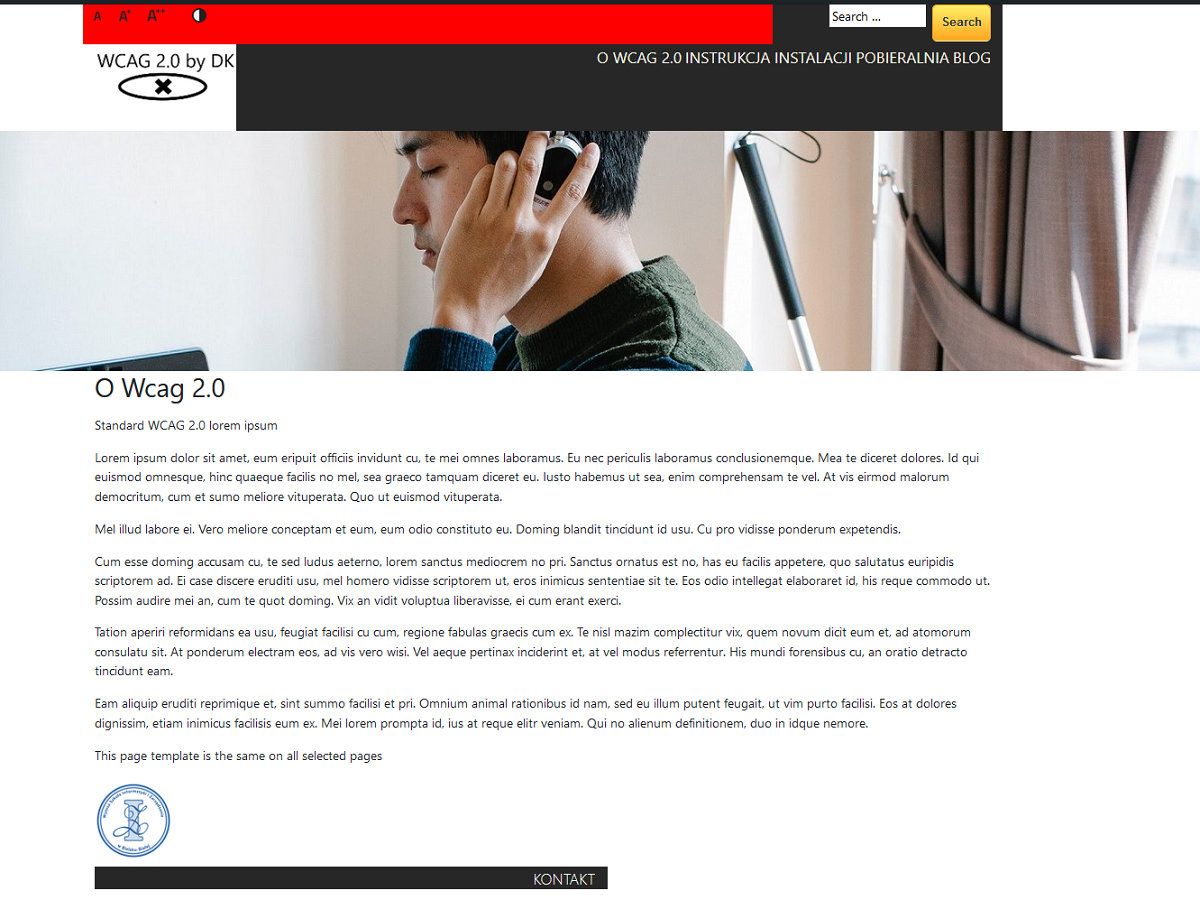 A A+ A++ Search ... Search
WCAG 2.0 by DK
O WCAG 2.0 INSTRUKCJA INSTALACJI POBIERALNIA BLOG
O Wcag 2.0
Standard WCAG 2.0 lorem ipsum
Lorem ipsum dolor sit amet, eum eripuit officiis invidunt cu, te mei omnes laboramus. Eu nec periculis laboramus conclusionemque. Mea te diceret dolores. Id qui
euismod omnesque, hinc quaeque facilis no mel, sea graeco tamquam diceret eu. Iusto habemus ut sea, enim comprehensam te vel. At vis eirmod malorum
democritum, cum et sumo meliore vituperata. Quo ut euismod vituperata.
Mel illud labore ei. Vero meliore conceptam et eum, eum odio constituto eu. Doming blandit tincidunt id usu. Cu pro vidisse ponderum expetendis.
Cum esse doming accusam cu, te sed ludus aeterno, lorem sanctus mediocrem no pri. Sanctus ornatus est no, has eu facilis appetere, quo salutatus euripidis
scriptorem ad. Ei case discere eruditi usu, mel homero vidisse scriptorem ut, eros inimicus sententiae sit te. Eos odio intellegat elaboraret id, his reque commodo ut.
Possim audire mei an, cum te quot doming. Vix an vidit voluptua liberavisse, ei cum erant exerci.
Tation aperiri reformidans ea usu, feugiat facilisi cu cum, regione fabulas graecis cum ex. Te nisl mazim complectitur vix, quem novum dicit eum et, ad atomorum
consulatu sit. At ponderum electram eos, ad vis vero wisi. Vel aeque pertinax inciderint et, at vel modus referrentur. His mundi forensibus cu, an oratio detracto
tincidunt eam.
Eam aliquip eruditi reprimique et, sint summo facilisi et pri. Omnium animal rationibus id nam, sed eu illum putent feugait, ut vim purto facilisi. Eos at dolores
dignissim, etiam inimicus facilisis eum ex. Mei lorem prompta id, ius at reque elitr veniam. Qui no alienum definitionem, duo in idque nemore.
This page template is the same on all selected pages
KONTAKT